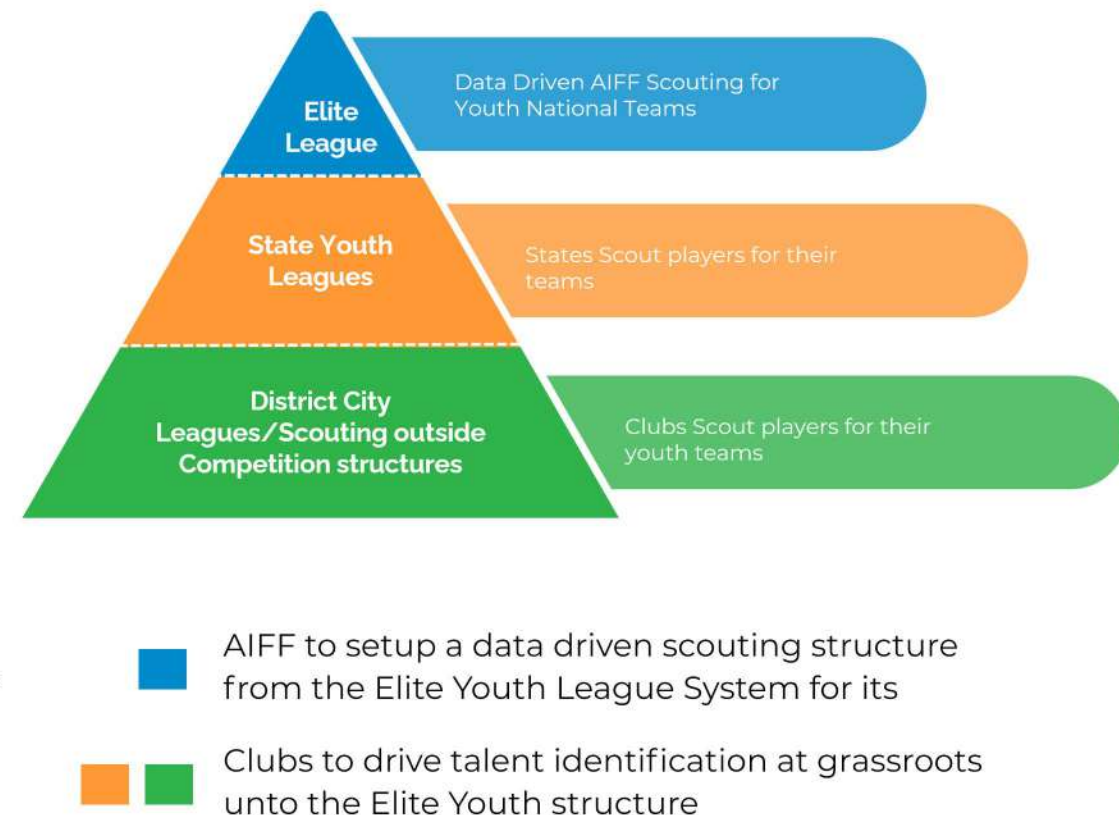 Elite
League
Data Driven AIFF Scouting for
Youth National Teams
State Youth
Leagues
States Scout players for their
teams
District City
Leagues/Scouting outside
Competition structures
Clubs Scout players for their
youth teams
AIFF to setup a data driven scouting structure
from the Elite Youth League System for its
Clubs to drive talent identification at grassroots
unto the Elite Youth structure